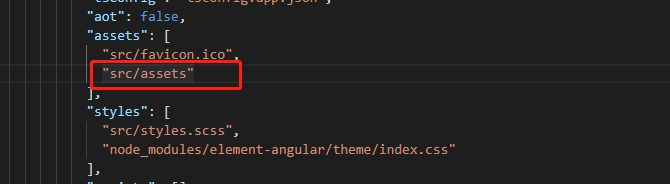 "tsconfig": "tsconfig.app.json",
"aot": false,
"assets": [
"src/favicon.ico",
"src/assets"
],
"styles": [
"src/styles.scss",
"node_modules/element-angular/theme/index.css"
],